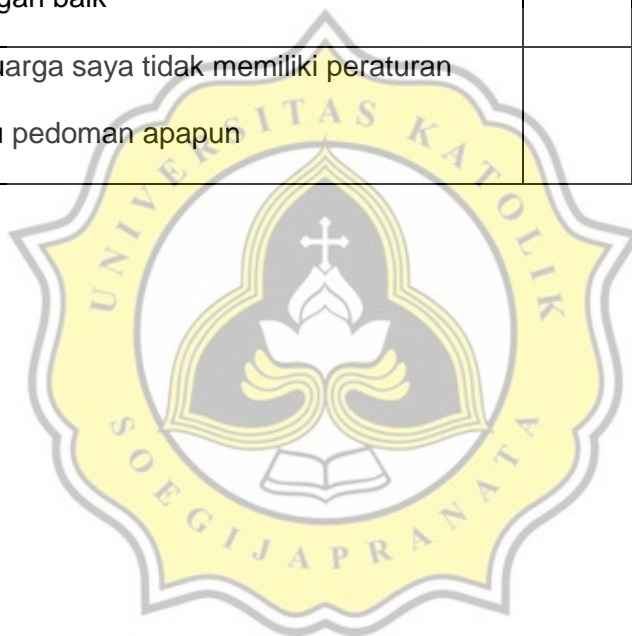 gan baik
uarga saya tidak memiliki peraturan
u pedoman apapun
UNIVERSITAS KATOLIK
SOEGIJAPRANATA